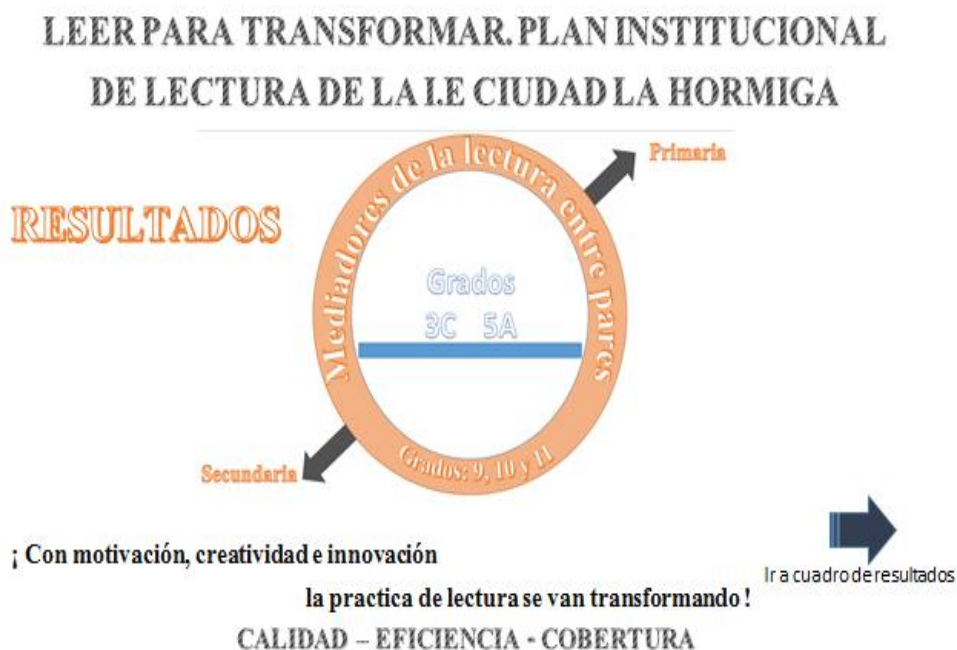 LEER PARA TRANSFORMAR. PLAN INSTITUCIONAL
DE LECTURA DE LA I.E CIUDAD LA HORMIGA
Primaria
Mediadores de la lectura entre pares
RESULTADOS
Grados
3C 5A
Grados: 9, 10 y 11
Secundaria
¡ Con motivación, creatividad e innovación
Ir a cuadro de resultados
la practica de lectura se van transformando !
CALIDAD – EFICIENCIA - COBERTURA